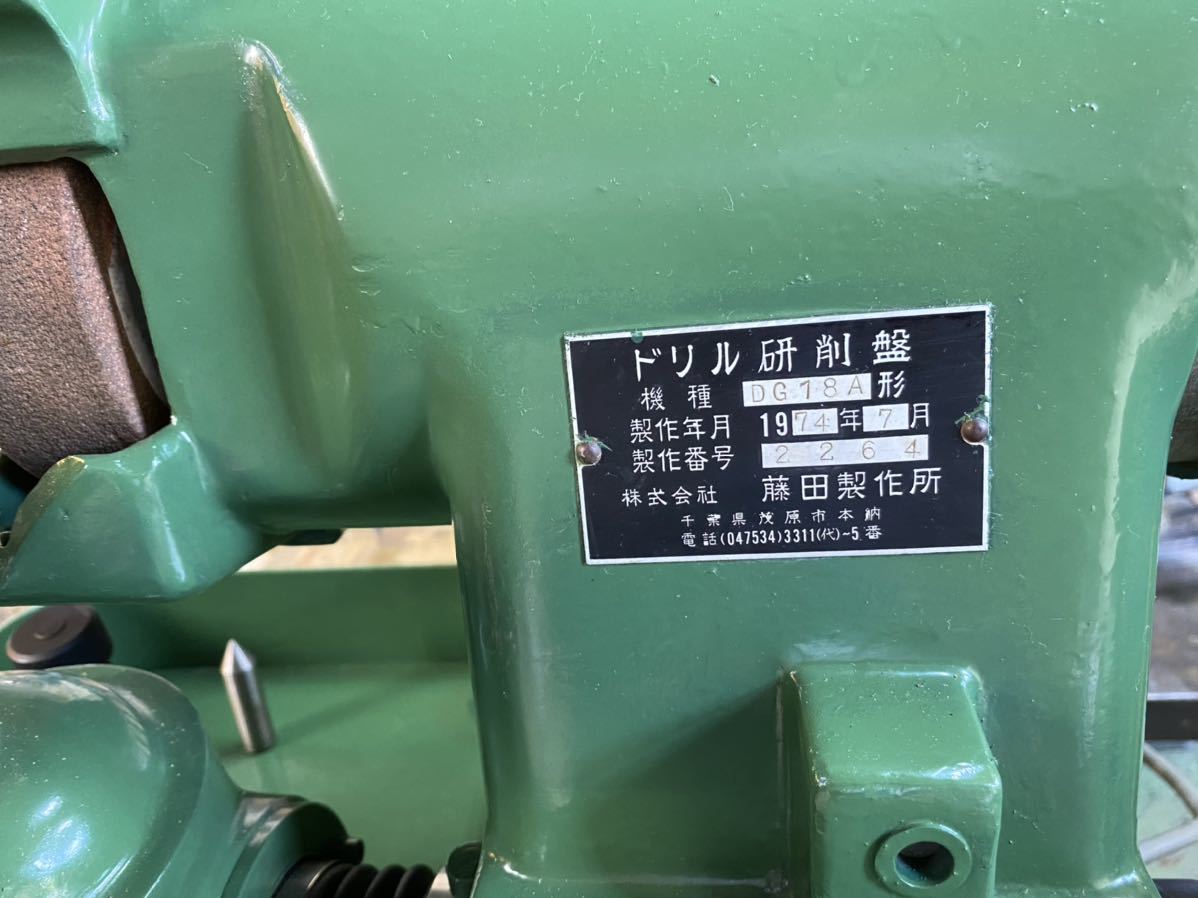 ドリル研削盤
機種 DG18A形
製作年月 1974年7月
製作番号 2264
株式会社 藤田製作所
千葉県茂原市本納
電話(047534)3311(代)~5番